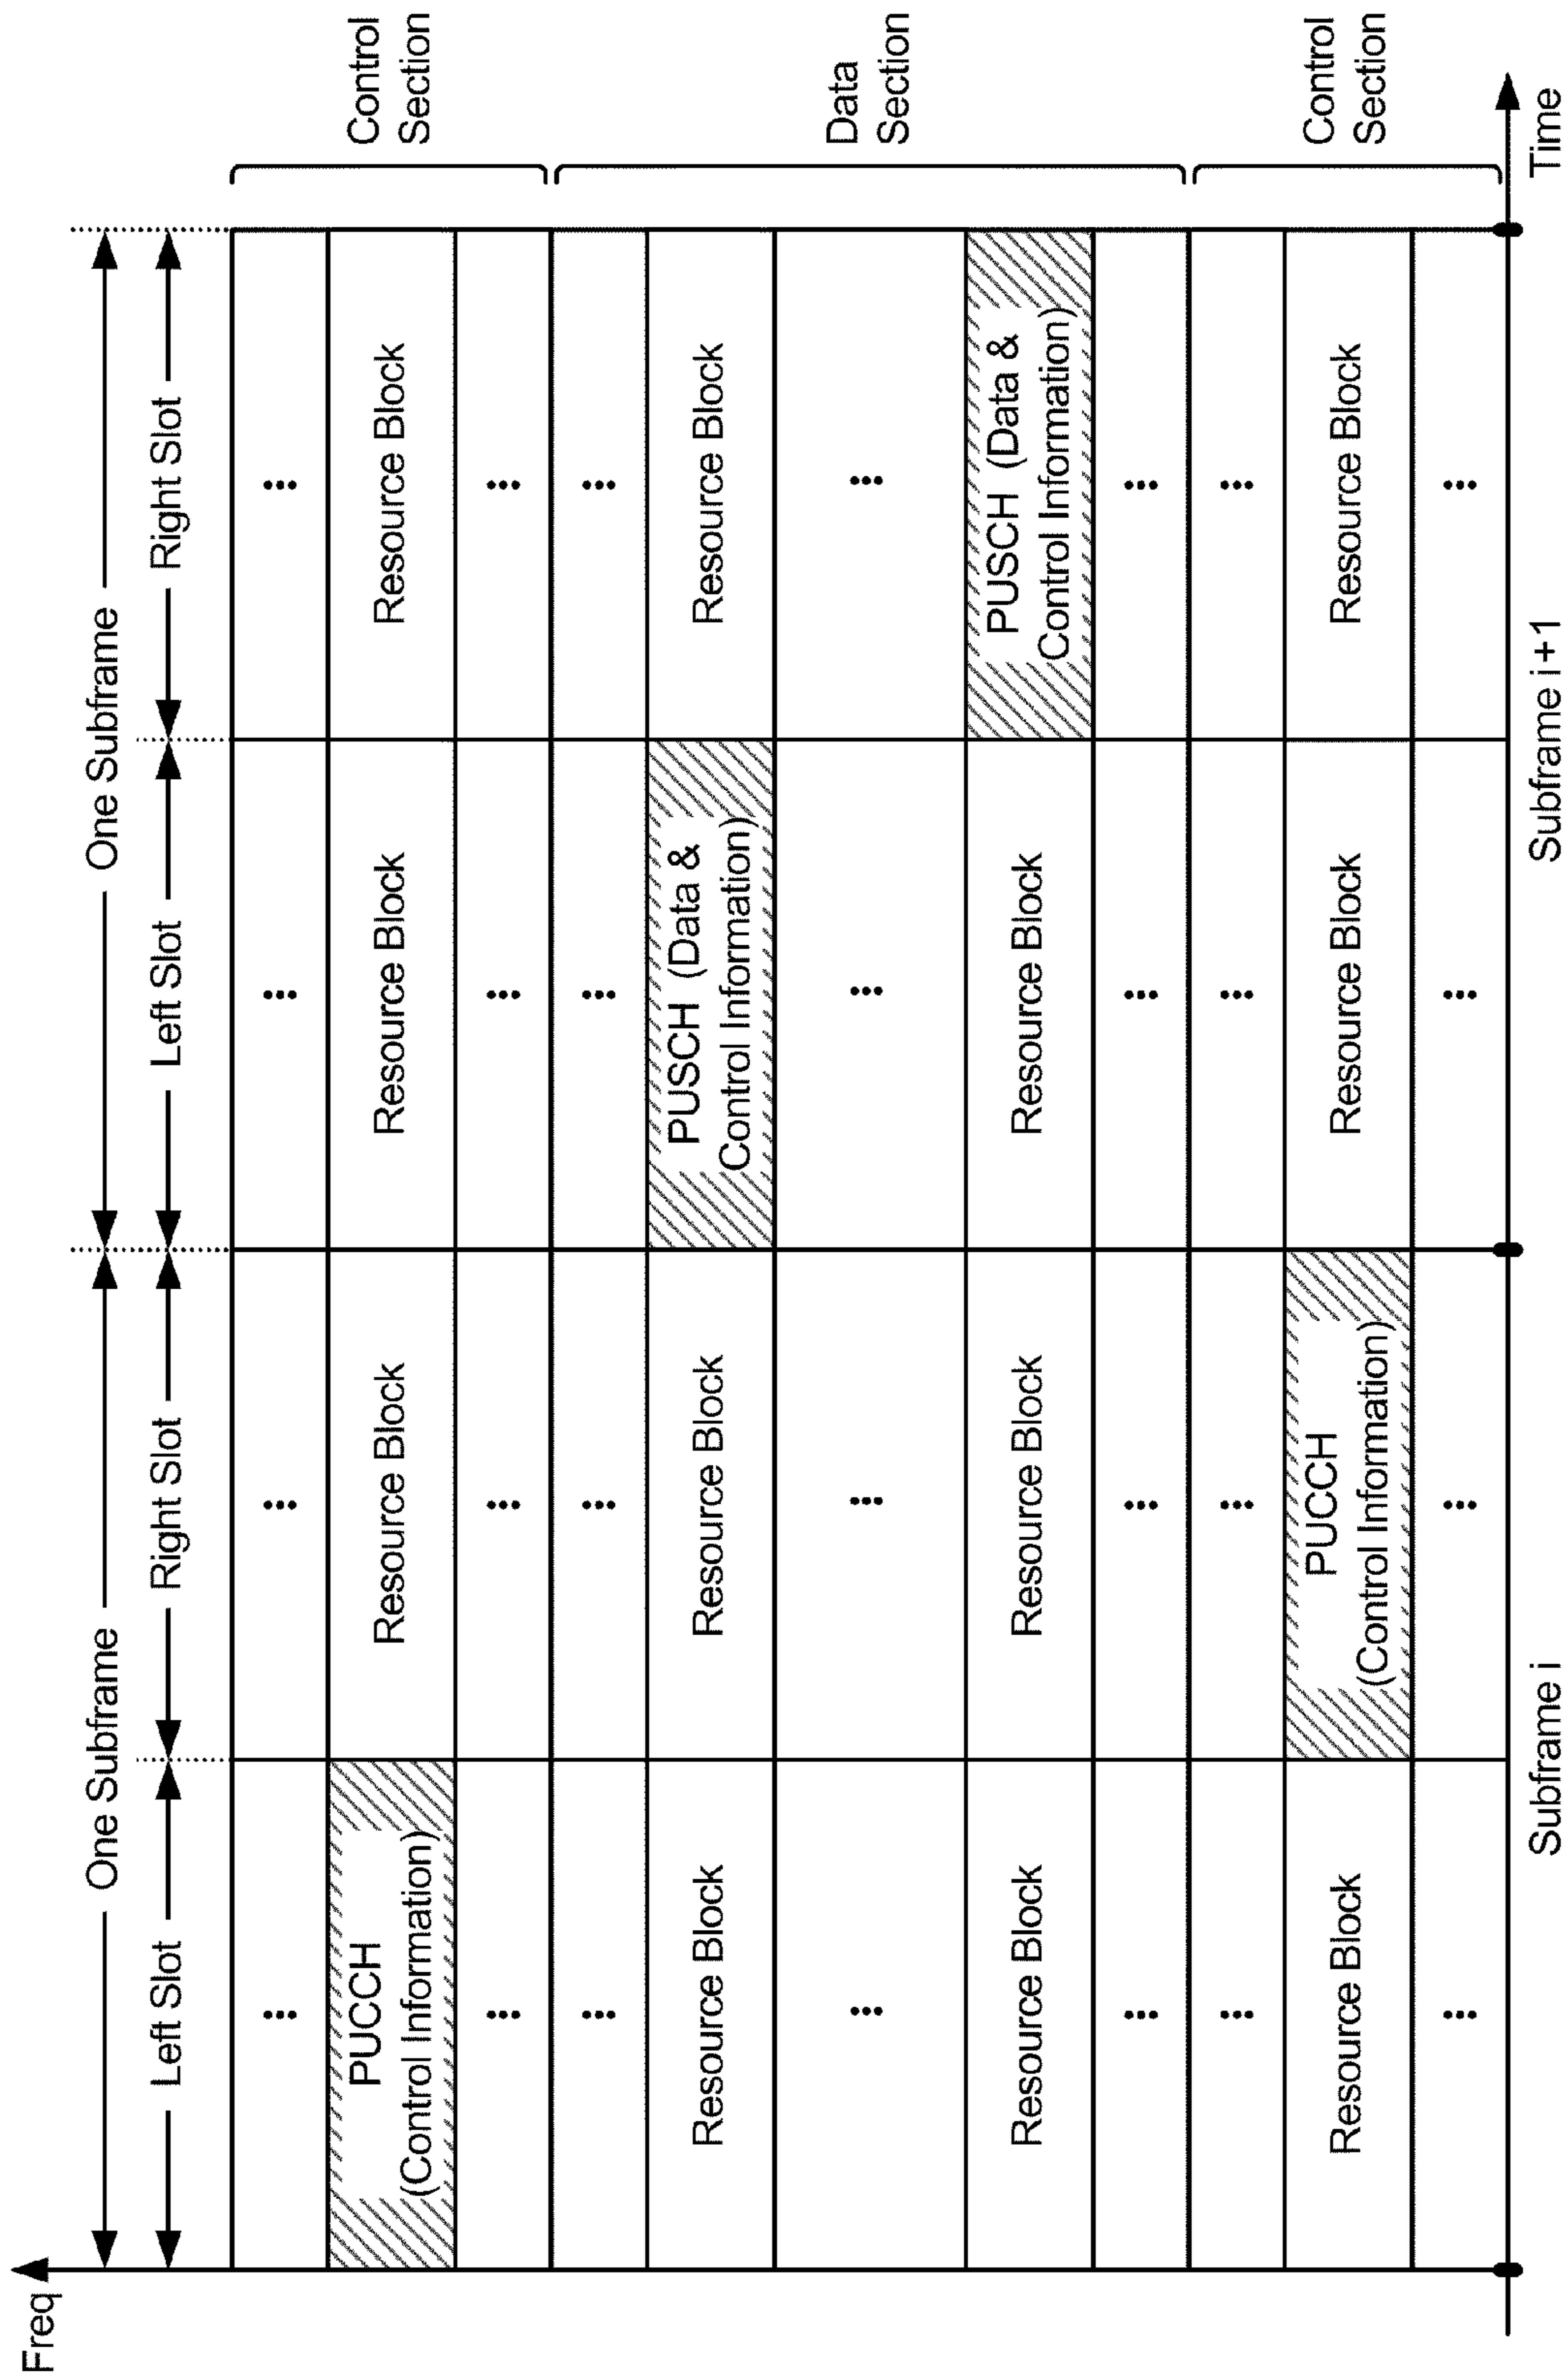 Freq
One Subframe
One Subframe
Left Slot
Right Slot
Left Slot
Right Slot
...
...
...
...
Control
Section
PUCCH
(Control Information)
Resource Block
Resource Block
Resource Block
...
...
...
...
...
...
...
...
Data
Section
Resource Block
Resource Block
PUSCH (Data &
Control Information)
Resource Block
...
...
...
...
Resource Block
Resource Block
Resource Block
PUSCH (Data &
Control Information)
...
...
...
...
...
...
...
...
Control
Section
Resource Block
PUCCH
(Control Information)
Resource Block
Resource Block
...
...
...
...
Time
Subframe i
Subframe i+1